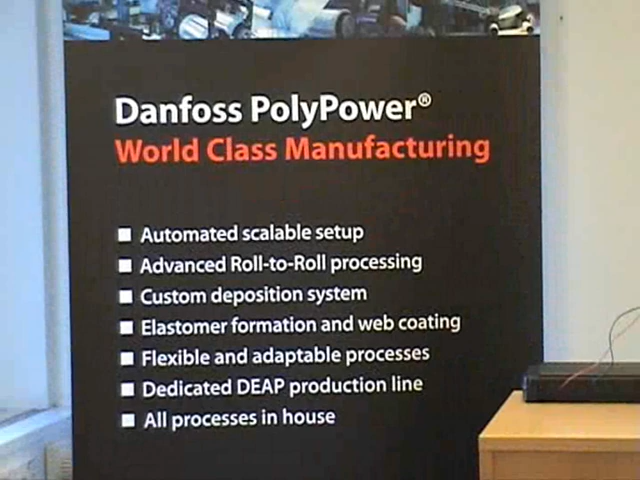 Danfoss PolyPower®
World Class Manufacturing
Automated scalable setup
Advanced Roll-to-Roll processing
Custom deposition system
Elastomer formation and web coating
Flexible and adaptable processes
Dedicated DEAP production line
All processes in house